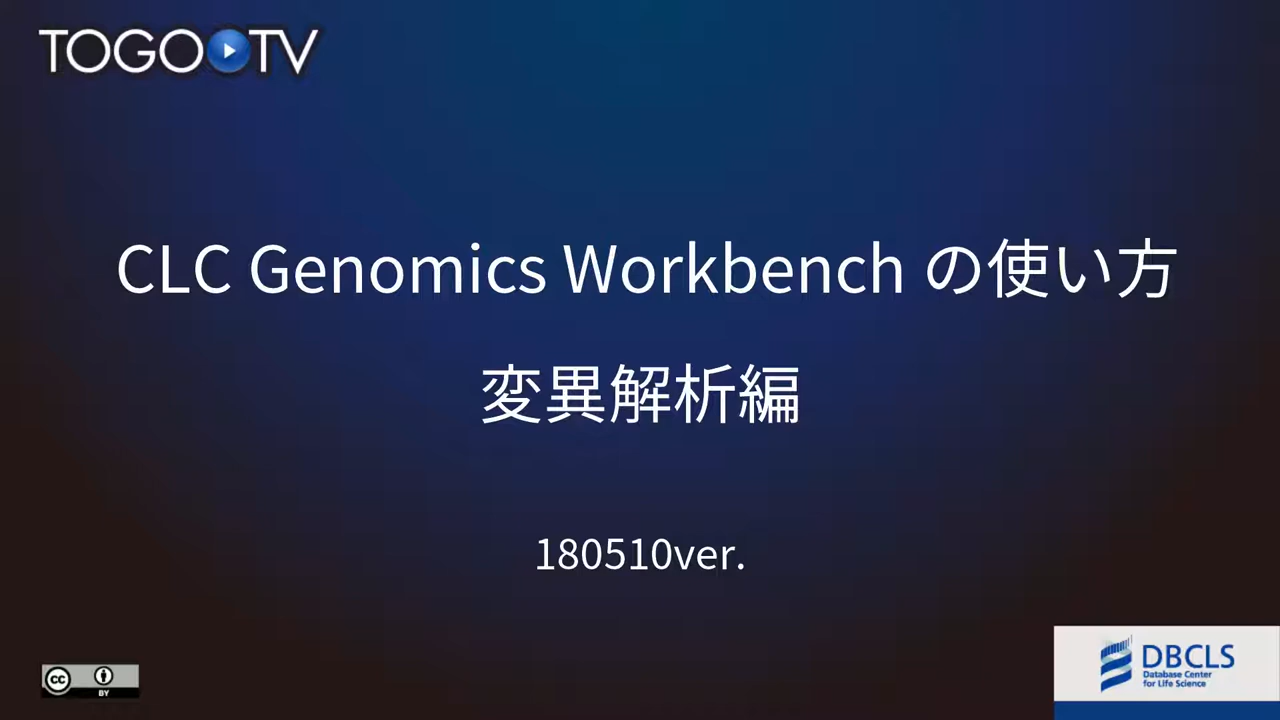 TOGO TV
CLC Genomics Workbench の使い方
変異解析編
180510ver.
cc
BY
DBCLS
Database Center
for Life Science